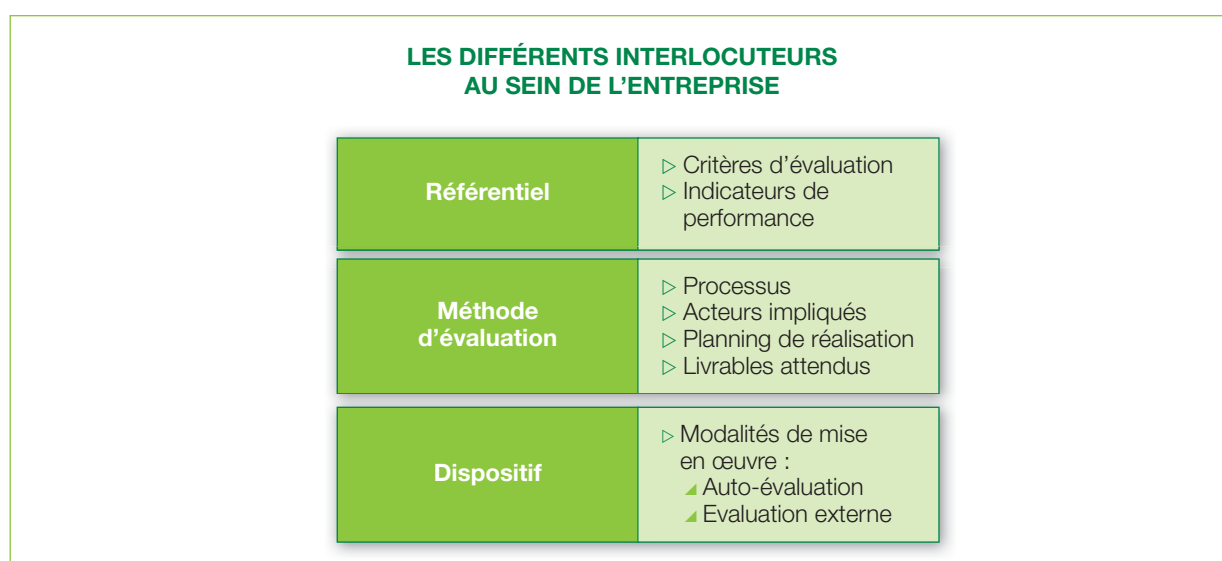 LES DIFFÉRENTS INTERLOCUTEURS
AU SEIN DE L'ENTREPRISE
Référentiel
▷ Critères d'évaluation
▷ Indicateurs de
performance
Méthode
d'évaluation
▷ Processus
▷ Acteurs impliqués
▷ Planning de réalisation
▷ Livrables attendus
Dispositif
▷ Modalités de mise
en œuvre :
◢ Auto-évaluation
◢ Evaluation externe